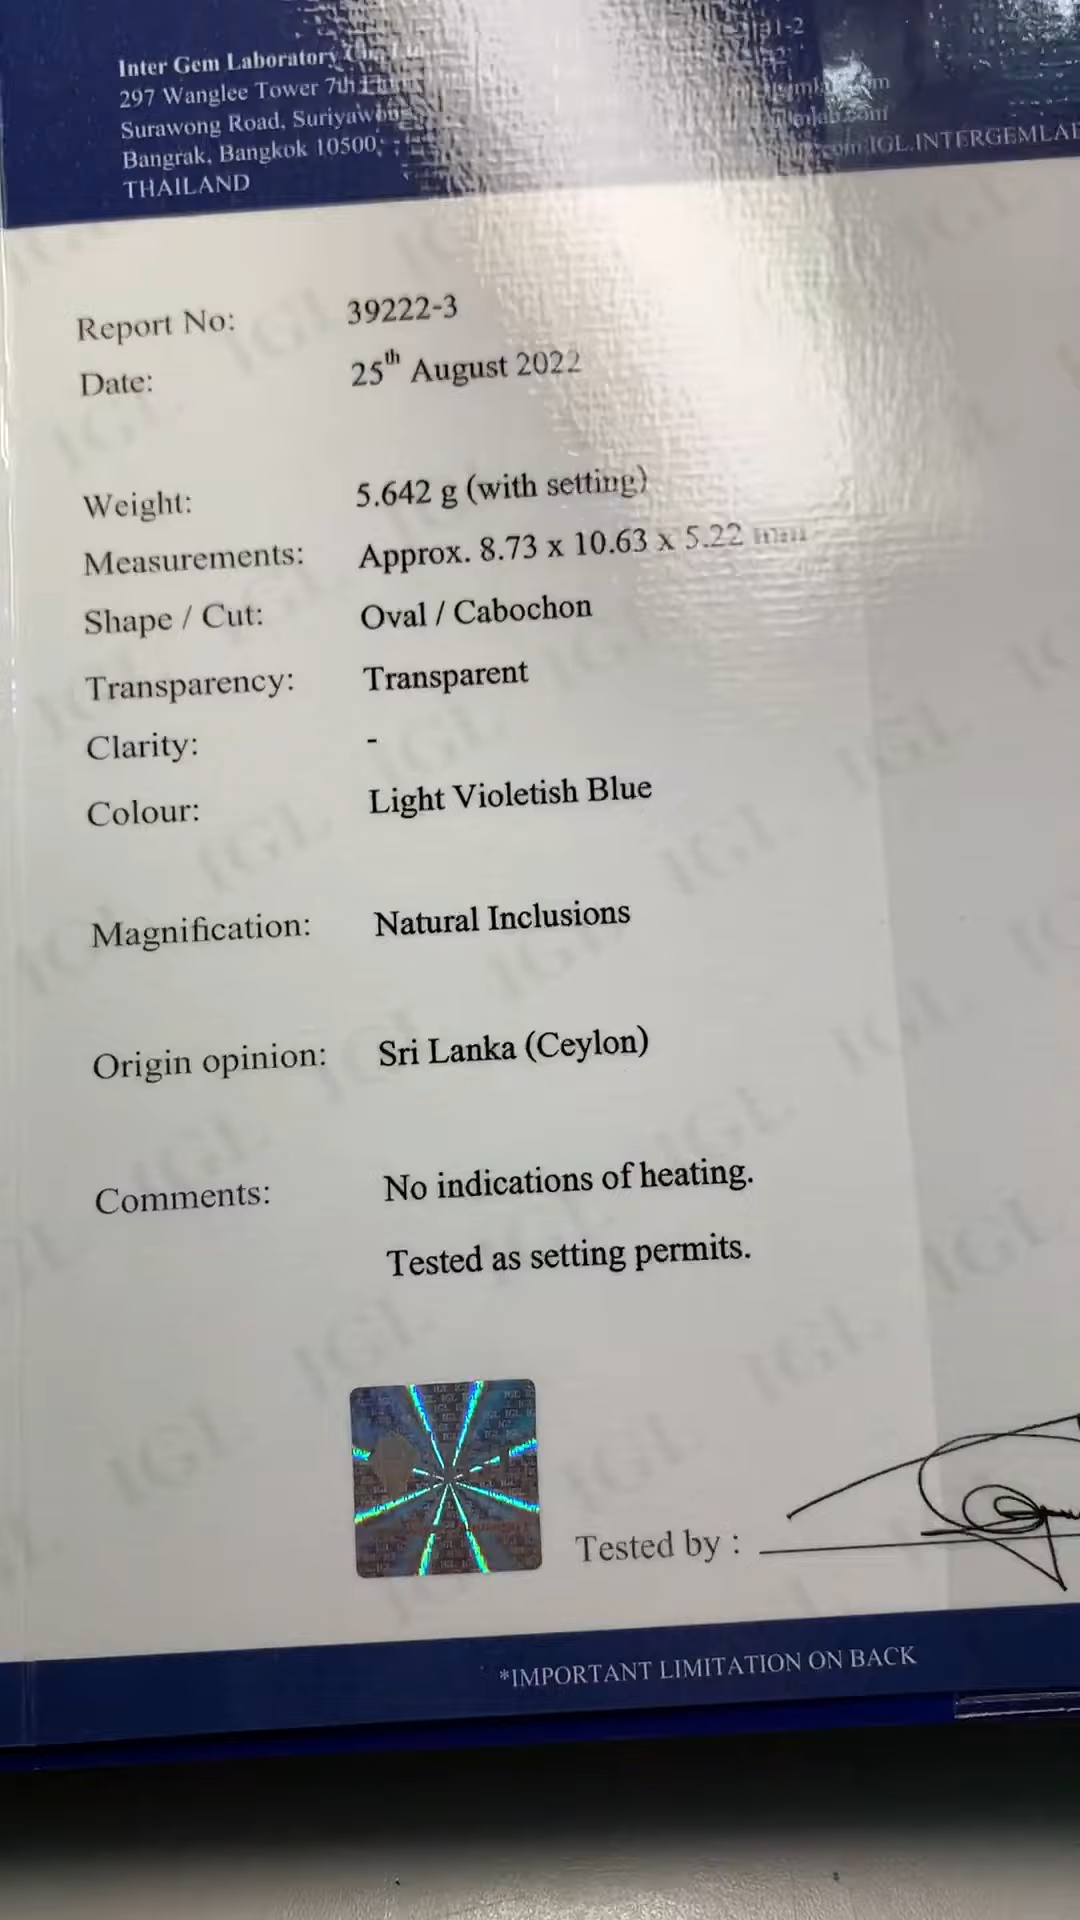 Inter Gem Laboratory
297 Wanglee Tower 7th
Surawong Road, Suriyawong
Bangrak, Bangkok 10500,
THAILAND
IGL.INTERGEMLAB
Report No: 39222-3
Date: 25th August 2022
Weight: 5.642 g (with setting)
Measurements: Approx. 8.73 x 10.63 x 5.22 mm
Shape / Cut: Oval / Cabochon
Transparency: Transparent
Clarity: -
Colour: Light Violetish Blue
Magnification: Natural Inclusions
Origin opinion: Sri Lanka (Ceylon)
Comments: No indications of heating.
Tested as setting permits.
Tested by :
*IMPORTANT LIMITATION ON BACK